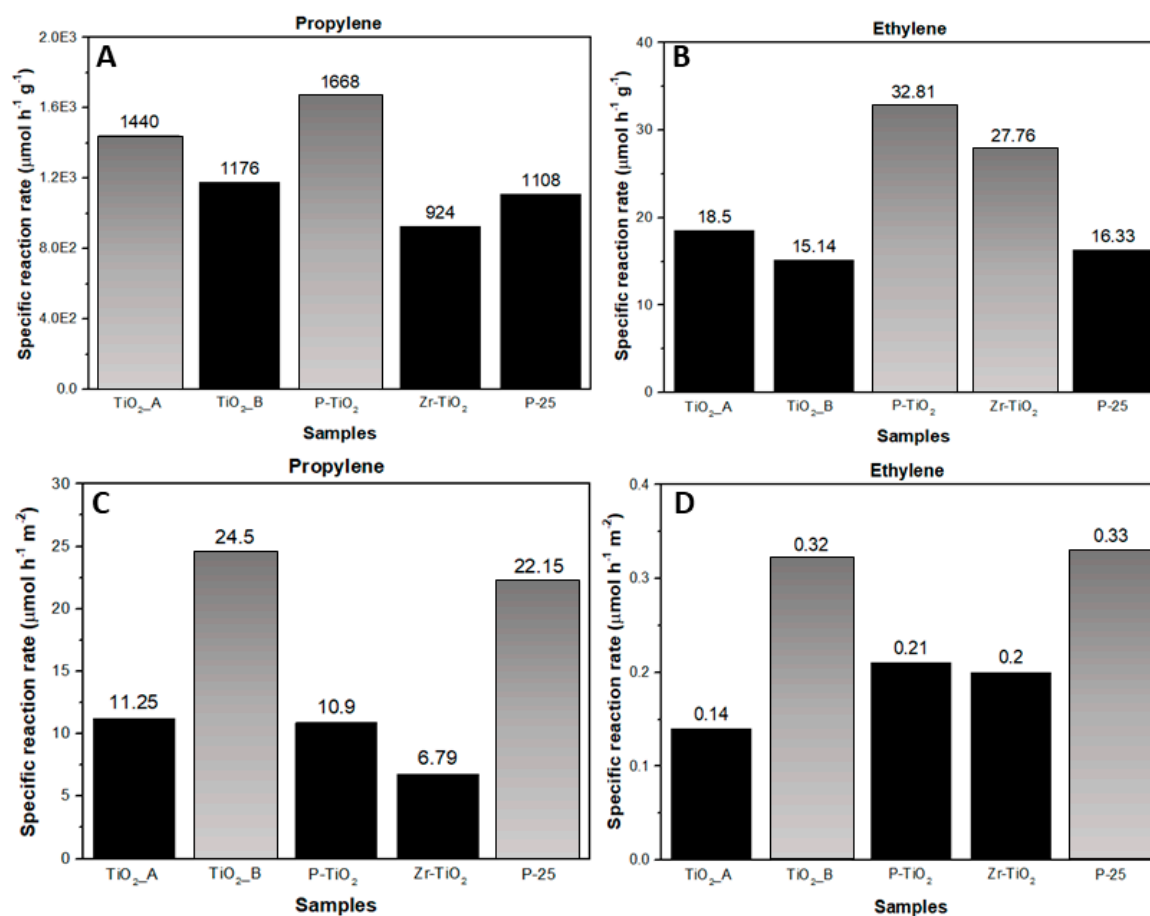 Propylene
A
Specific reaction rate (μmol h⁻¹ g⁻¹)
2.0E3
1.6E3
1.2E3
8.0E2
4.0E2
0.0
1440
1176
1668
924
1108
TiO₂_A TiO₂_B P-TiO₂ Zr-TiO₂ P-25
Samples
Ethylene
B
Specific reaction rate (μmol h⁻¹ g⁻¹)
40
30
20
10
0
18.5
15.14
32.81
27.76
16.33
TiO₂_A TiO₂_B P-TiO₂ Zr-TiO₂ P-25
Samples
Propylene
C
Specific reaction rate (μmol h⁻¹ m⁻²)
30
25
20
15
10
5
0
11.25
24.5
10.9
6.79
22.15
TiO₂_A TiO₂_B P-TiO₂ Zr-TiO₂ P-25
Samples
Ethylene
D
Specific reaction rate (μmol h⁻¹ m⁻²)
0.4
0.3
0.2
0.1
0.0
0.14
0.32
0.21
0.2
0.33
TiO₂_A TiO₂_B P-TiO₂ Zr-TiO₂ P-25
Samples